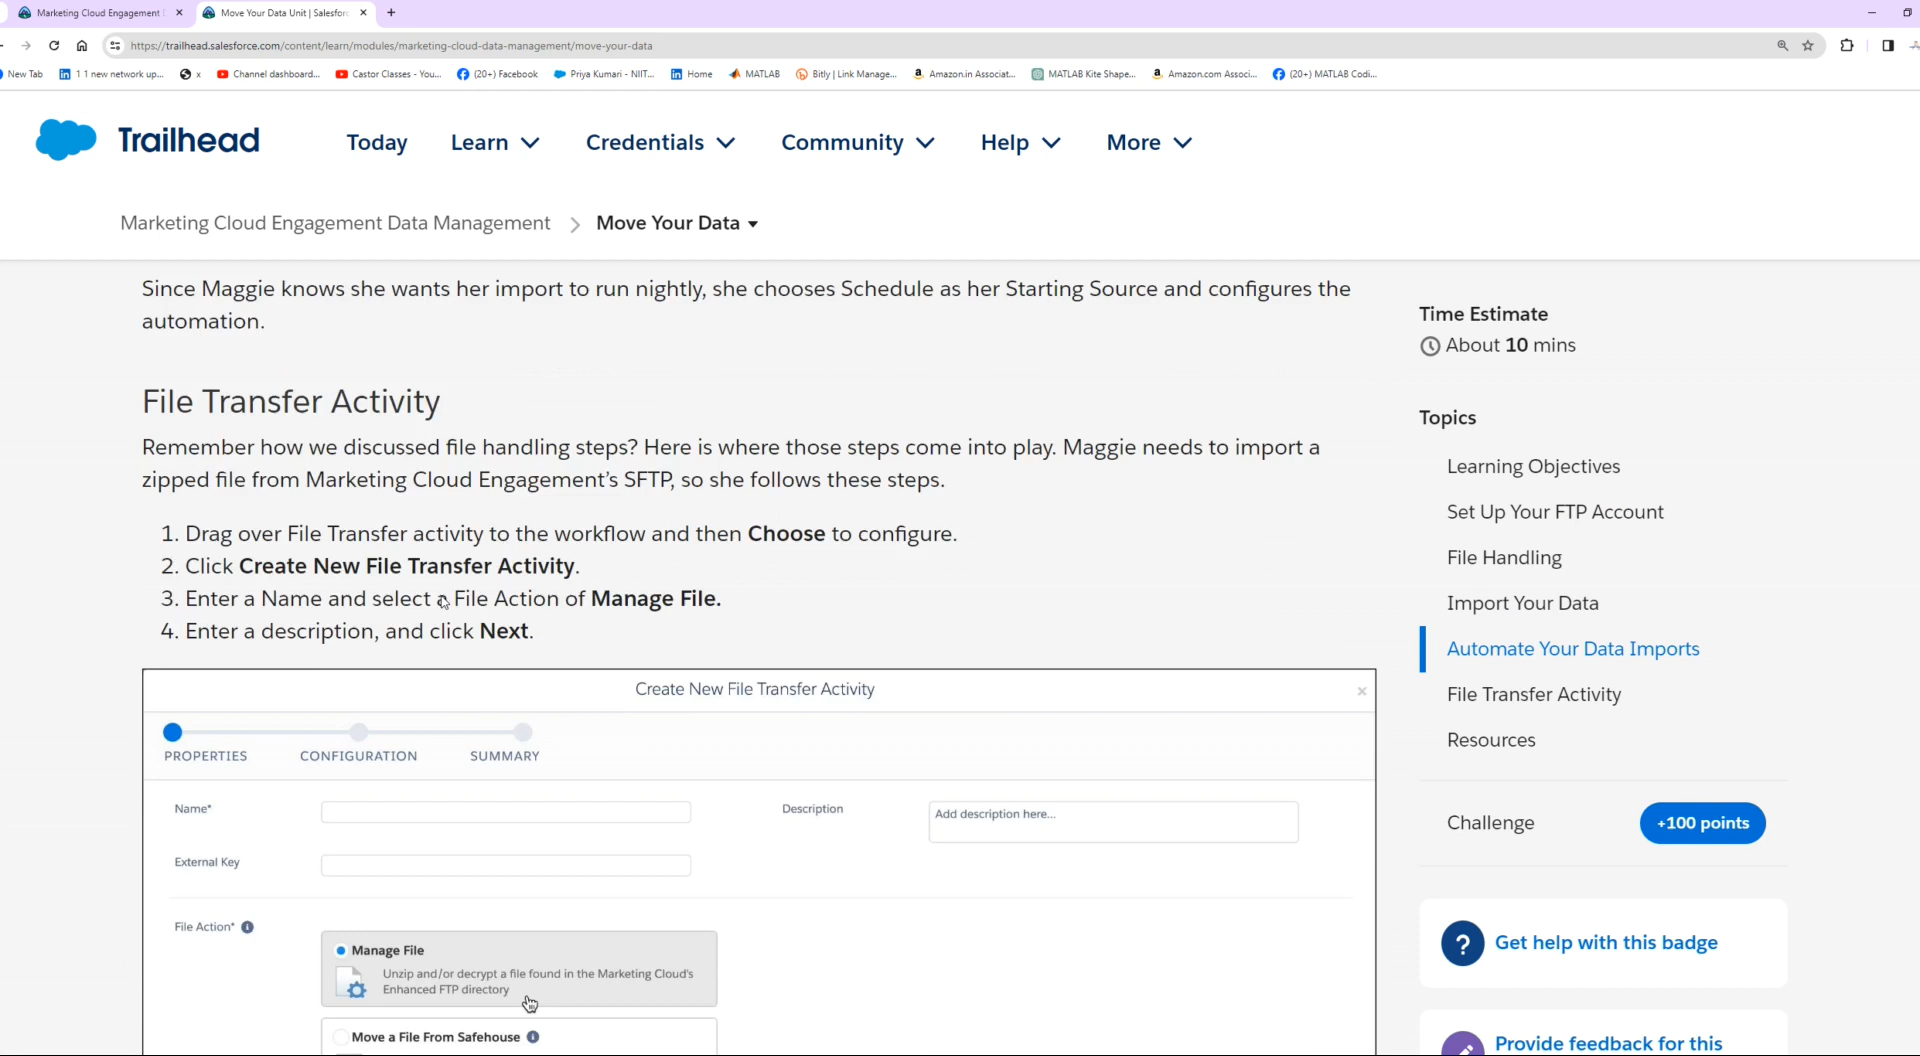 Marketing Cloud Engagement
Move Your Data Unit | Salesforc
https://trailhead.salesforce.com/content/learn/modules/marketing-cloud-data-management/move-your-data
New Tab
1 1 new network up...
x
Channel dashboard...
Castor Classes - You...
(20+) Facebook
Priya Kumari - NIIT...
Home
MATLAB
Bitly | Link Manage...
Amazon.in Associat...
MATLAB Kite Shape...
Amazon.com Associ...
(20+) MATLAB Codi...
Trailhead
Today
Learn
Credentials
Community
Help
More
Marketing Cloud Engagement Data Management
Move Your Data
Since Maggie knows she wants her import to run nightly, she chooses Schedule as her Starting Source and configures the
automation.
File Transfer Activity
Remember how we discussed file handling steps? Here is where those steps come into play. Maggie needs to import a
zipped file from Marketing Cloud Engagement’s SFTP, so she follows these steps.
1. Drag over File Transfer activity to the workflow and then Choose to configure.
2. Click Create New File Transfer Activity.
3. Enter a Name and select a File Action of Manage File.
4. Enter a description, and click Next.
Create New File Transfer Activity
PROPERTIES
CONFIGURATION
SUMMARY
Name*
Description
Add description here...
External Key
File Action*
Manage File
Unzip and/or decrypt a file found in the Marketing Cloud's
Enhanced FTP directory
Move a File From Safehouse
Time Estimate
About 10 mins
Topics
Learning Objectives
Set Up Your FTP Account
File Handling
Import Your Data
Automate Your Data Imports
File Transfer Activity
Resources
Challenge
+100 points
? Get help with this badge
Provide feedback for this